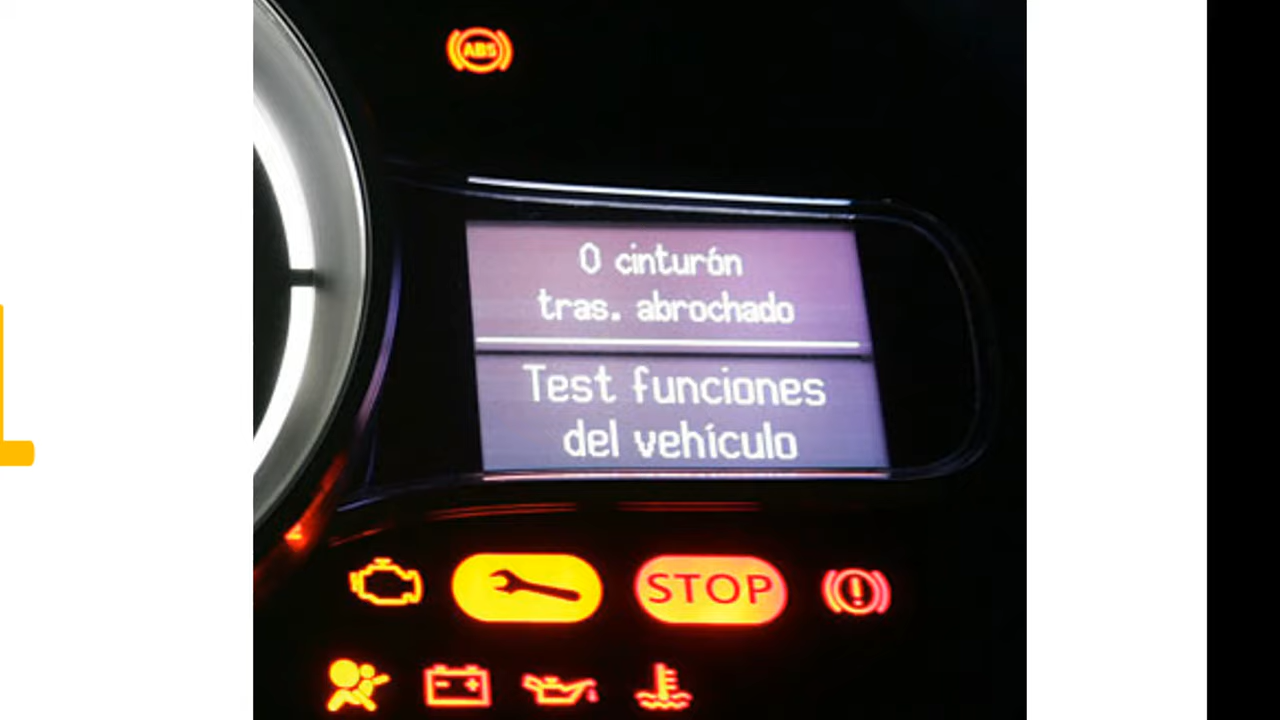 ABS
0 cinturón
tras. abrochado
Test funciones
del vehículo
STOP